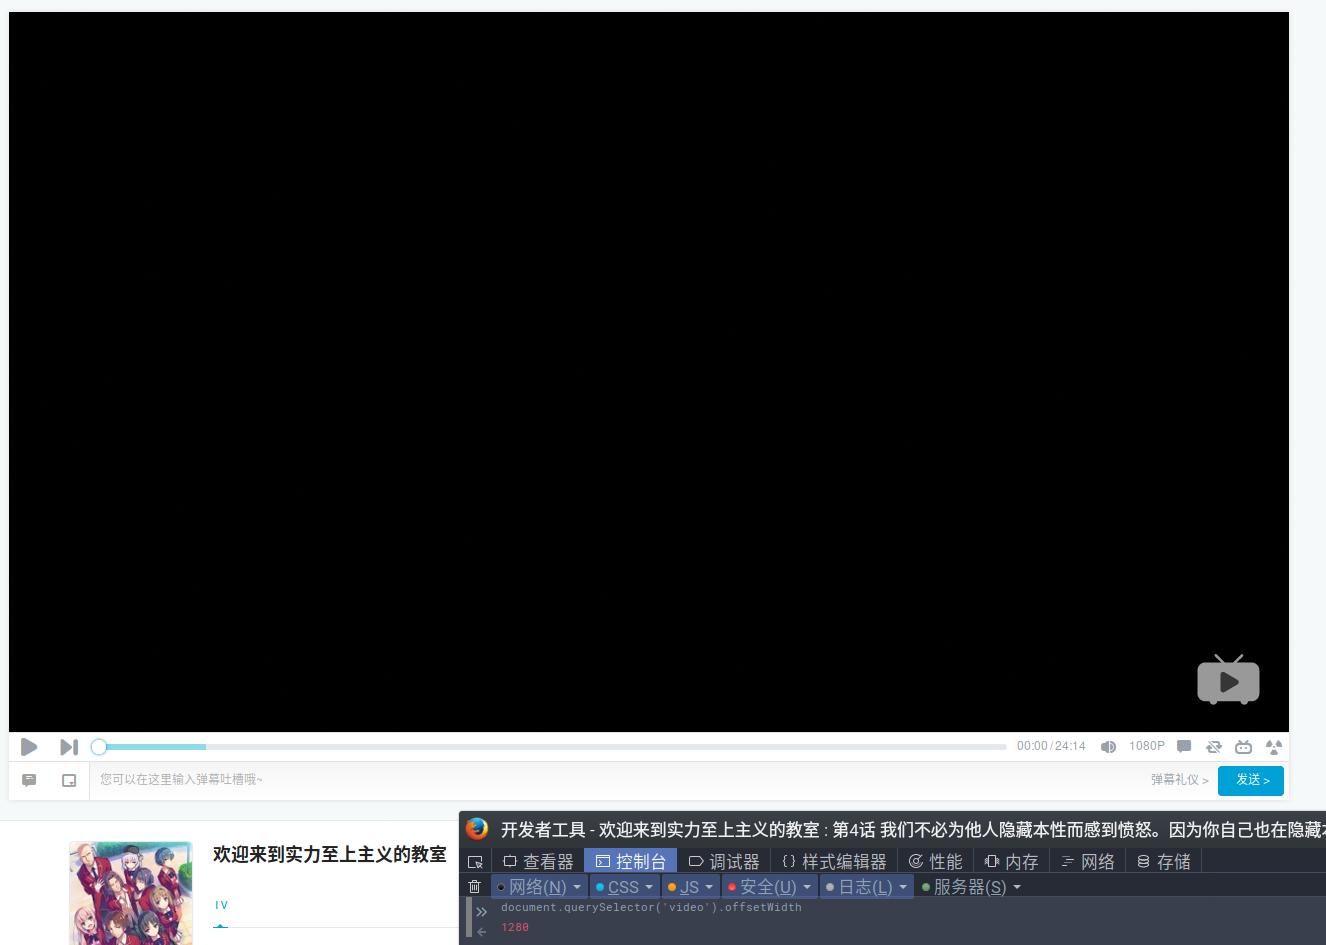 00:00/24:14 1080P
您可以在这里输入弹幕吐槽哦~ 弹幕礼仪 > 发送 >
欢迎来到实力至上主义的教室
TV
开发者工具 - 欢迎来到实力至上主义的教室 : 第4话 我们不必为他人隐藏本性而感到愤怒。因为你自己也在隐藏
查看器 控制台 调试器 {} 样式编辑器 性能 内存 网络 存储
网络(N) CSS JS 安全(U) 日志(L) 服务器(S)
document.querySelector('video').offsetWidth
1280